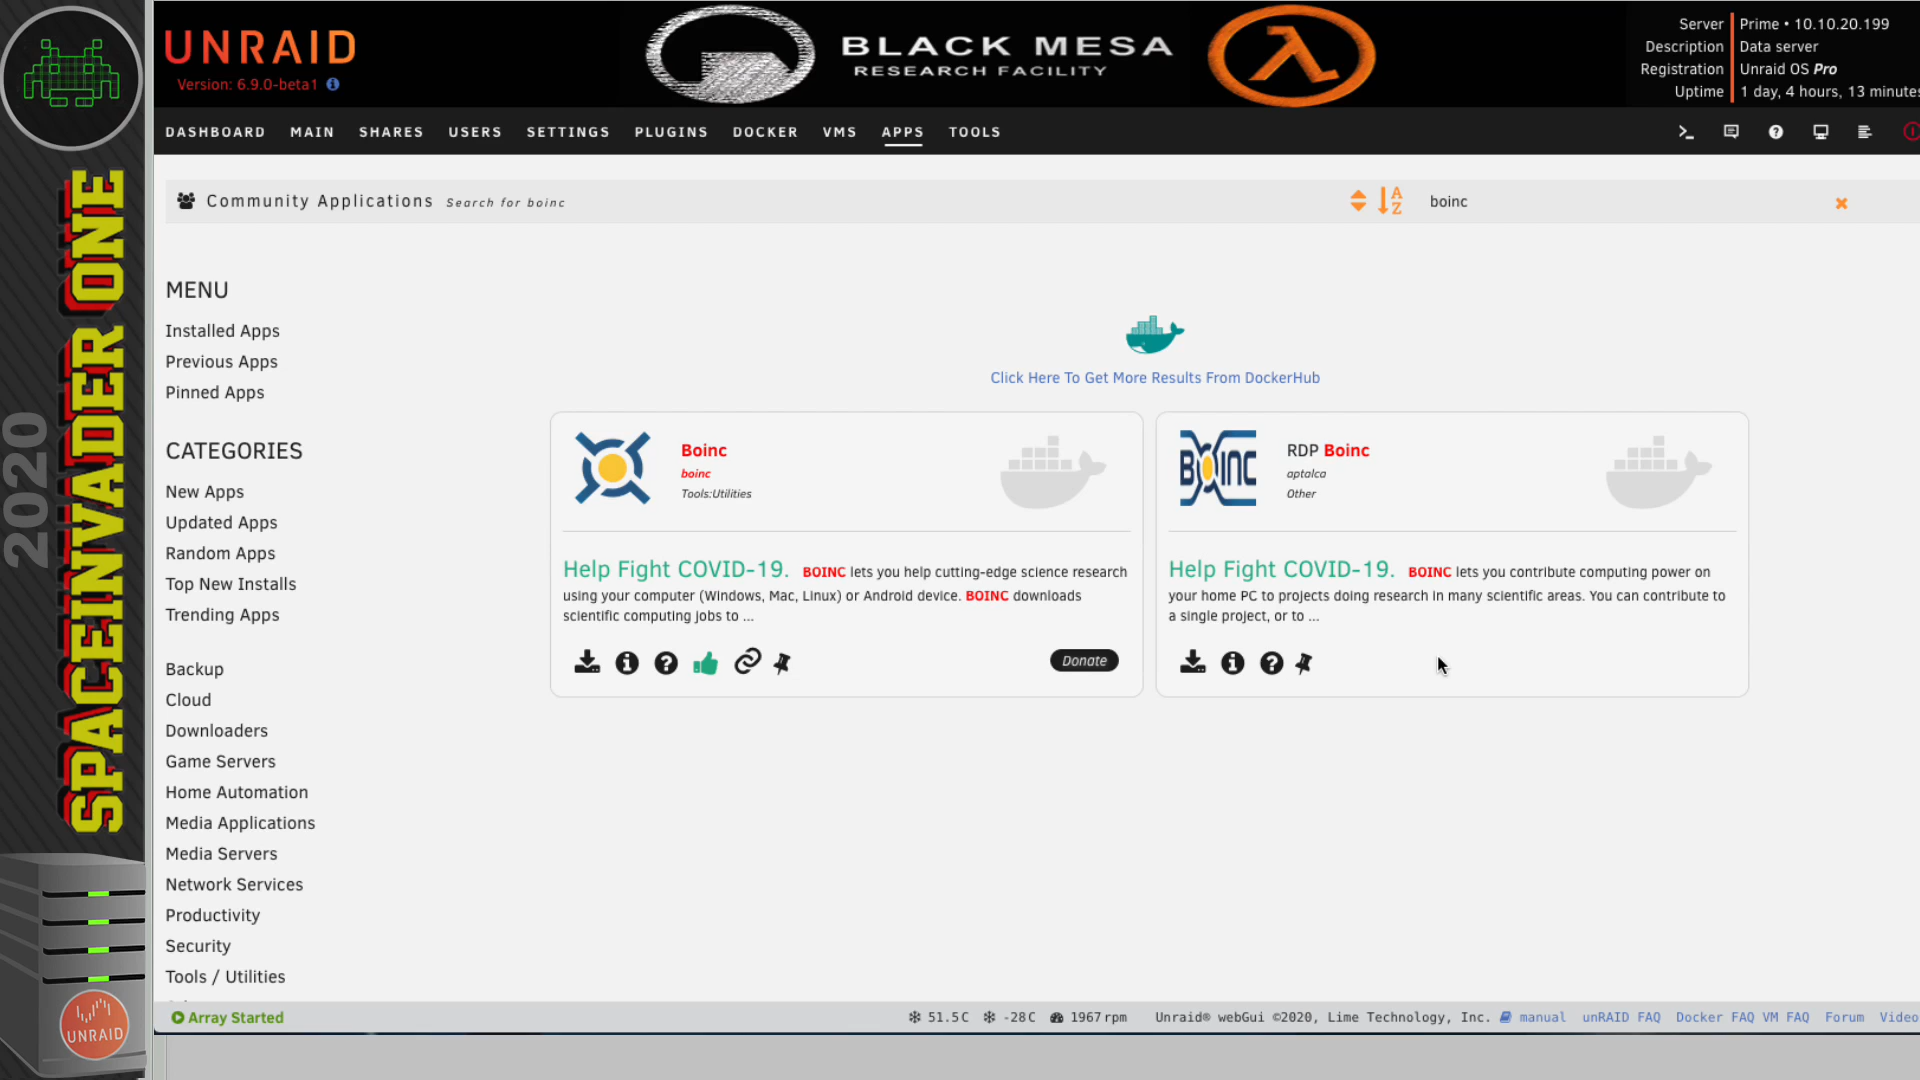 2020
SPACEINVADER ONE
UNRAID
UNRAID
Version: 6.9.0-beta1
BLACK MESA
RESEARCH FACILITY
Server Prime • 10.10.20.199
Description Data server
Registration Unraid OS Pro
Uptime 1 day, 4 hours, 13 minutes
DASHBOARD MAIN SHARES USERS SETTINGS PLUGINS DOCKER VMS APPS TOOLS
Community Applications Search for boinc
A
Z
boinc
MENU
Installed Apps
Previous Apps
Pinned Apps
CATEGORIES
New Apps
Updated Apps
Random Apps
Top New Installs
Trending Apps
Backup
Cloud
Downloaders
Game Servers
Home Automation
Media Applications
Media Servers
Network Services
Productivity
Security
Tools / Utilities
Click Here To Get More Results From DockerHub
Boinc
boinc
Tools:Utilities
Help Fight COVID-19. BOINC lets you help cutting-edge science research
using your computer (Windows, Mac, Linux) or Android device. BOINC downloads
scientific computing jobs to ...
Donate
BOINC
RDP Boinc
aptalca
Other
Help Fight COVID-19. BOINC lets you contribute computing power on
your home PC to projects doing research in many scientific areas. You can contribute to
a single project, or to ...
Array Started
51.5C -28C 1967rpm Unraid® webGui ©2020, Lime Technology, Inc. manual unRAID FAQ Docker FAQ VM FAQ Forum Video